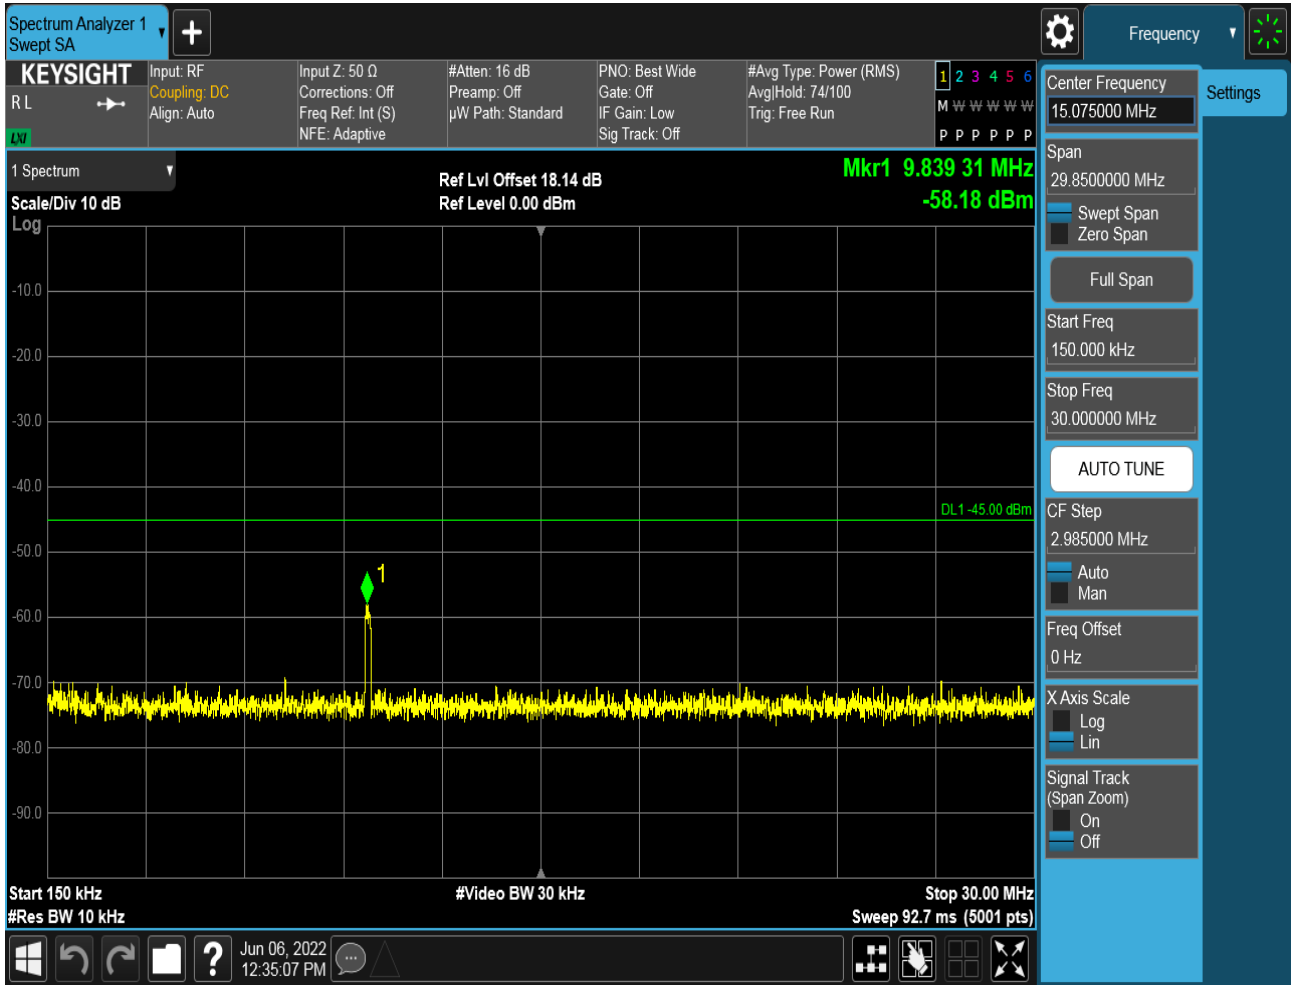 Spectrum Analyzer 1
Swept SA
+
Frequency
KEYSIGHT
R L
LXI
Input: RF
Coupling: DC
Align: Auto
Input Z: 50 Ω
Corrections: Off
Freq Ref: Int (S)
NFE: Adaptive
#Atten: 16 dB
Preamp: Off
µW Path: Standard
PNO: Best Wide
Gate: Off
IF Gain: Low
Sig Track: Off
#Avg Type: Power (RMS)
Avg|Hold: 74/100
Trig: Free Run
1 2 3 4 5 6
M W W W W W
P P P P P P
1 Spectrum
Scale/Div 10 dB
Log
Ref Lvl Offset 18.14 dB
Ref Level 0.00 dBm
Mkr1 9.839 31 MHz
-58.18 dBm
-10.0
-20.0
-30.0
-40.0
DL1 -45.00 dBm
-50.0
1
-60.0
-70.0
-80.0
-90.0
Start 150 kHz
#Video BW 30 kHz
Stop 30.00 MHz
#Res BW 10 kHz
Sweep 92.7 ms (5001 pts)
Center Frequency
15.075000 MHz
Settings
Span
29.8500000 MHz
Swept Span
Zero Span
Full Span
Start Freq
150.000 kHz
Stop Freq
30.000000 MHz
AUTO TUNE
CF Step
2.985000 MHz
Auto
Man
Freq Offset
0 Hz
X Axis Scale
Log
Lin
Signal Track
(Span Zoom)
On
Off
?
Jun 06, 2022
12:35:07 PM